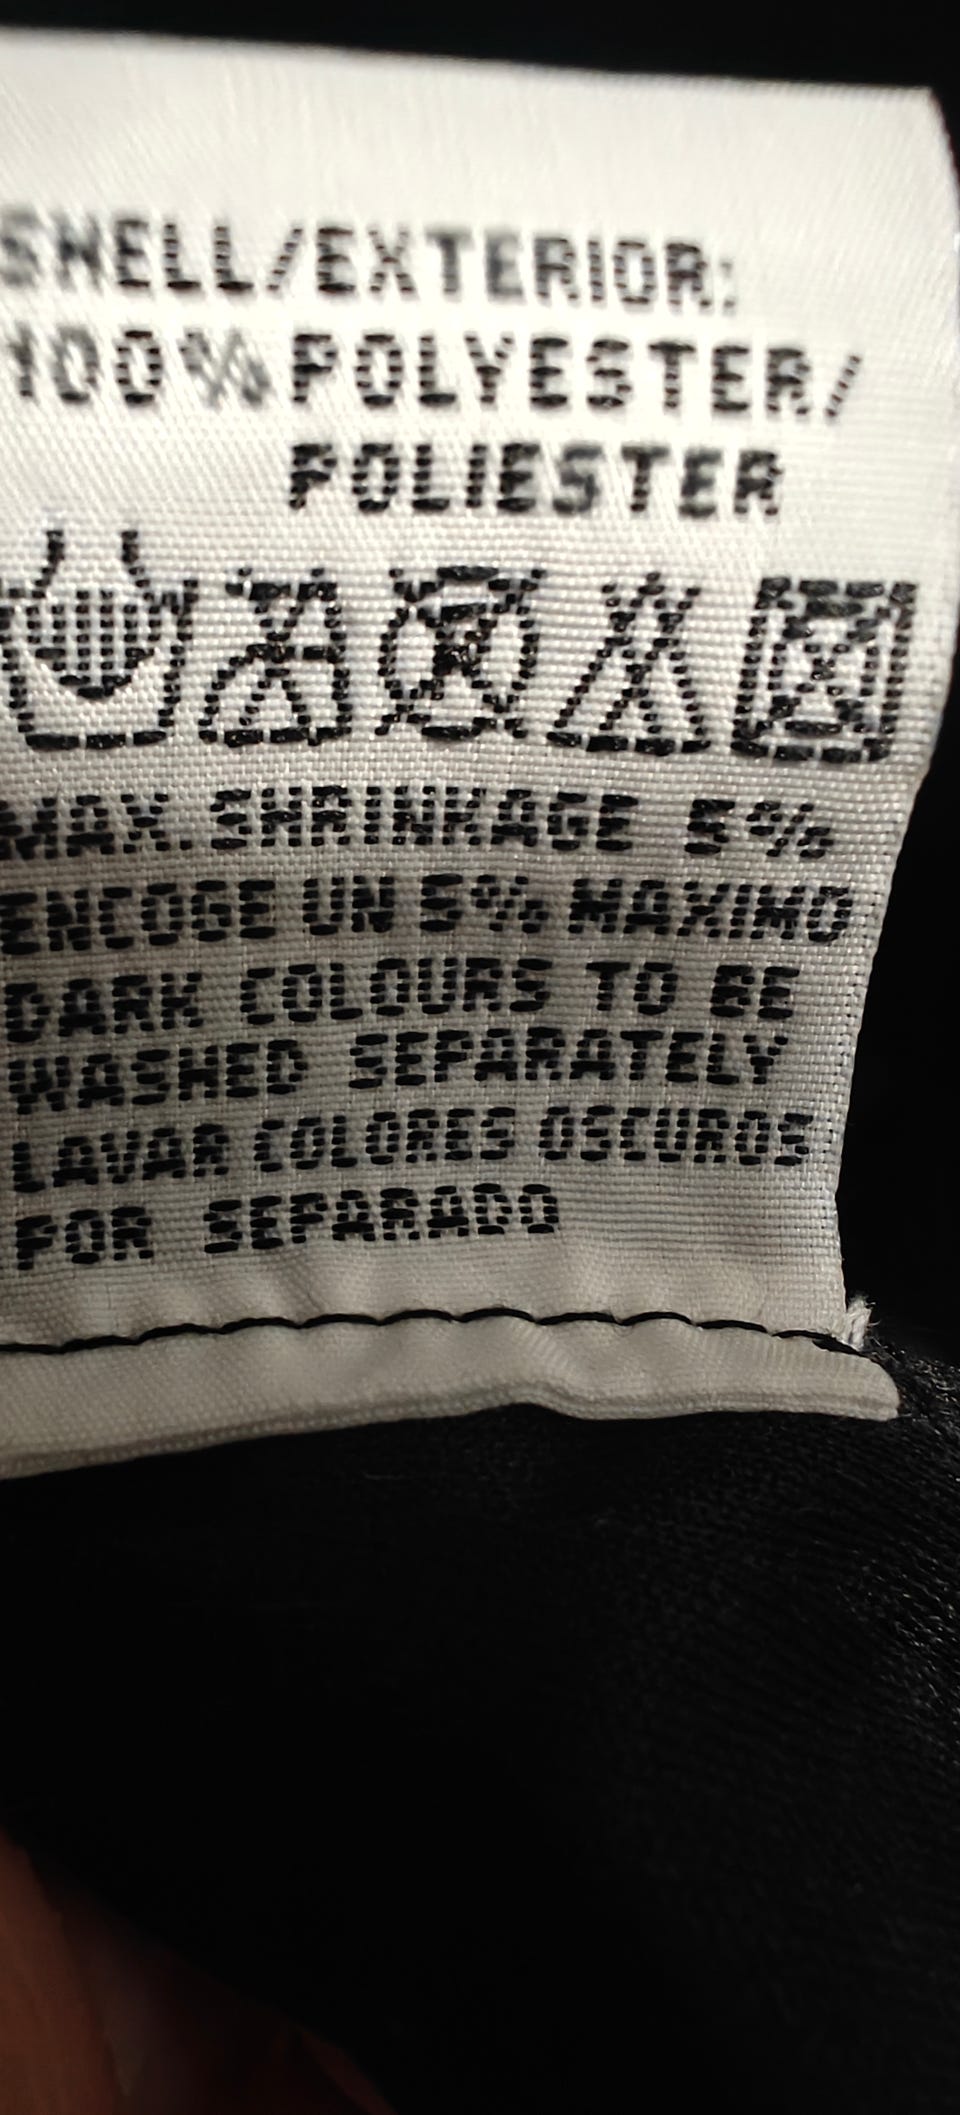 SHELL/EXTERIOR:
100% POLYESTER/
POLIESTER
MAX. SHRINKAGE 5%
ENCOGE UN 5% MAXIMO
DARK COLOURS TO BE
WASHED SEPARATELY
LAVAR COLORES OSCUROS
POR SEPARADO